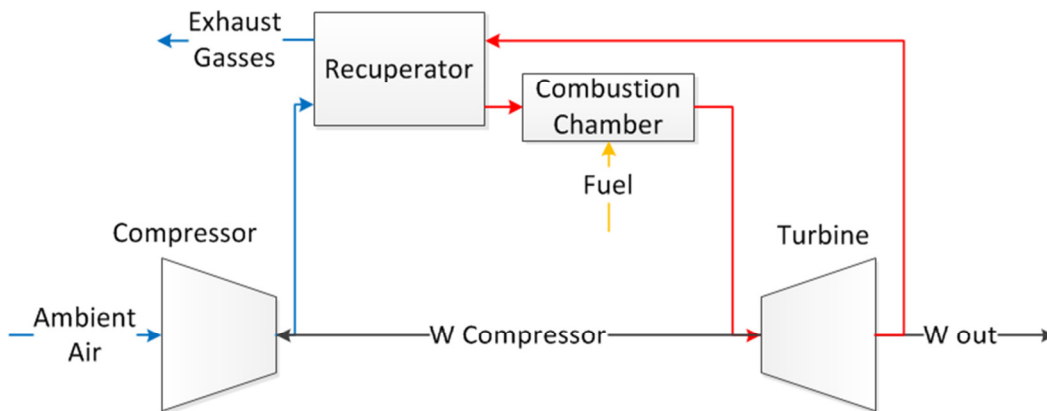 Exhaust
Gasses
Recuperator
Combustion
Chamber
Fuel
Compressor
Turbine
Ambient
Air
W Compressor
W out